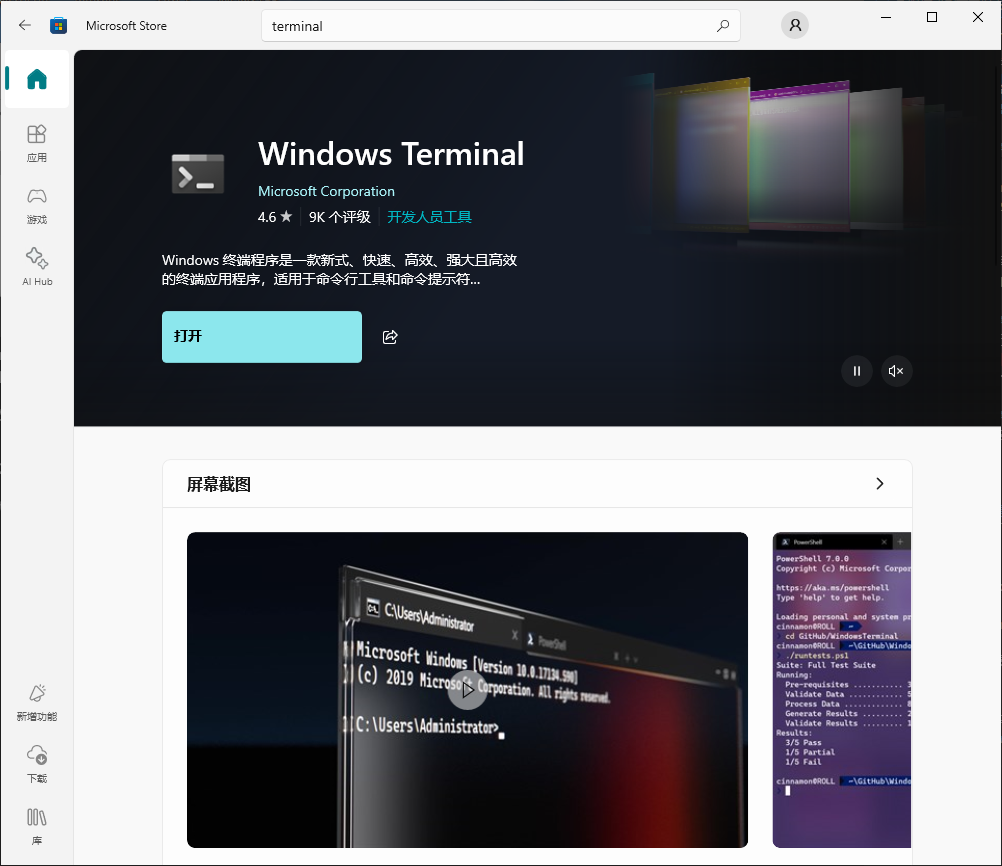 Microsoft Store
terminal
应用
游戏
AI Hub
新增功能
下载
库
Windows Terminal
Microsoft Corporation
4.6 ★ 9K 个评级 开发人员工具
Windows 终端程序是一款新式、快速、高效、强大且高效
的终端应用程序，适用于命令行工具和命令提示符...
打开
屏幕截图
C:\Users\Administrator
PowerShell
Microsoft Windows [Version 10.0.17134.590]
(c) 2019 Microsoft Corporation. All rights reserved.
C:\Users\Administrator>
PowerShell
PowerShell 7.0.0
Copyright (c) Microsoft Corpor
https://aka.ms/powershell
Type 'help' to get help.
Loading personal and system pr
cinnamon@ROLL ~
cd GitHub/WindowsTerminal
cinnamon@ROLL ~\GitHub\Windo
./runtests.ps1
Suite: Full Test Suite
Running:
Pre-requisites ........... 3
Validate Data ............ 5
Process Data ............. 8
Generate Results ......... 2
Validate Results ......... 1
Results:
3/5 Pass
1/5 Partial
1/5 Fail
cinnamon@ROLL ~\GitHub\Windo